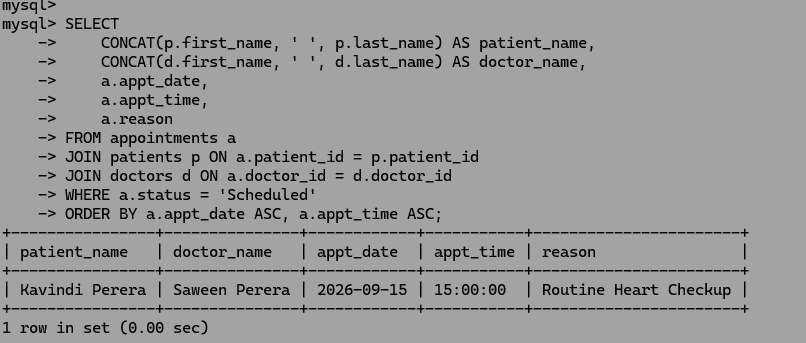 mysql>
mysql> SELECT
    ->     CONCAT(p.first_name, ' ', p.last_name) AS patient_name,
    ->     CONCAT(d.first_name, ' ', d.last_name) AS doctor_name,
    ->     a.appt_date,
    ->     a.appt_time,
    ->     a.reason
    -> FROM appointments a
    -> JOIN patients p ON a.patient_id = p.patient_id
    -> JOIN doctors d ON a.doctor_id = d.doctor_id
    -> WHERE a.status = 'Scheduled'
    -> ORDER BY a.appt_date ASC, a.appt_time ASC;
+----------------+---------------+------------+-----------+-----------------------+
| patient_name   | doctor_name   | appt_date  | appt_time | reason                |
+----------------+---------------+------------+-----------+-----------------------+
| Kavindi Perera | Saween Perera | 2026-09-15 | 15:00:00  | Routine Heart Checkup |
+----------------+---------------+------------+-----------+-----------------------+
1 row in set (0.00 sec)